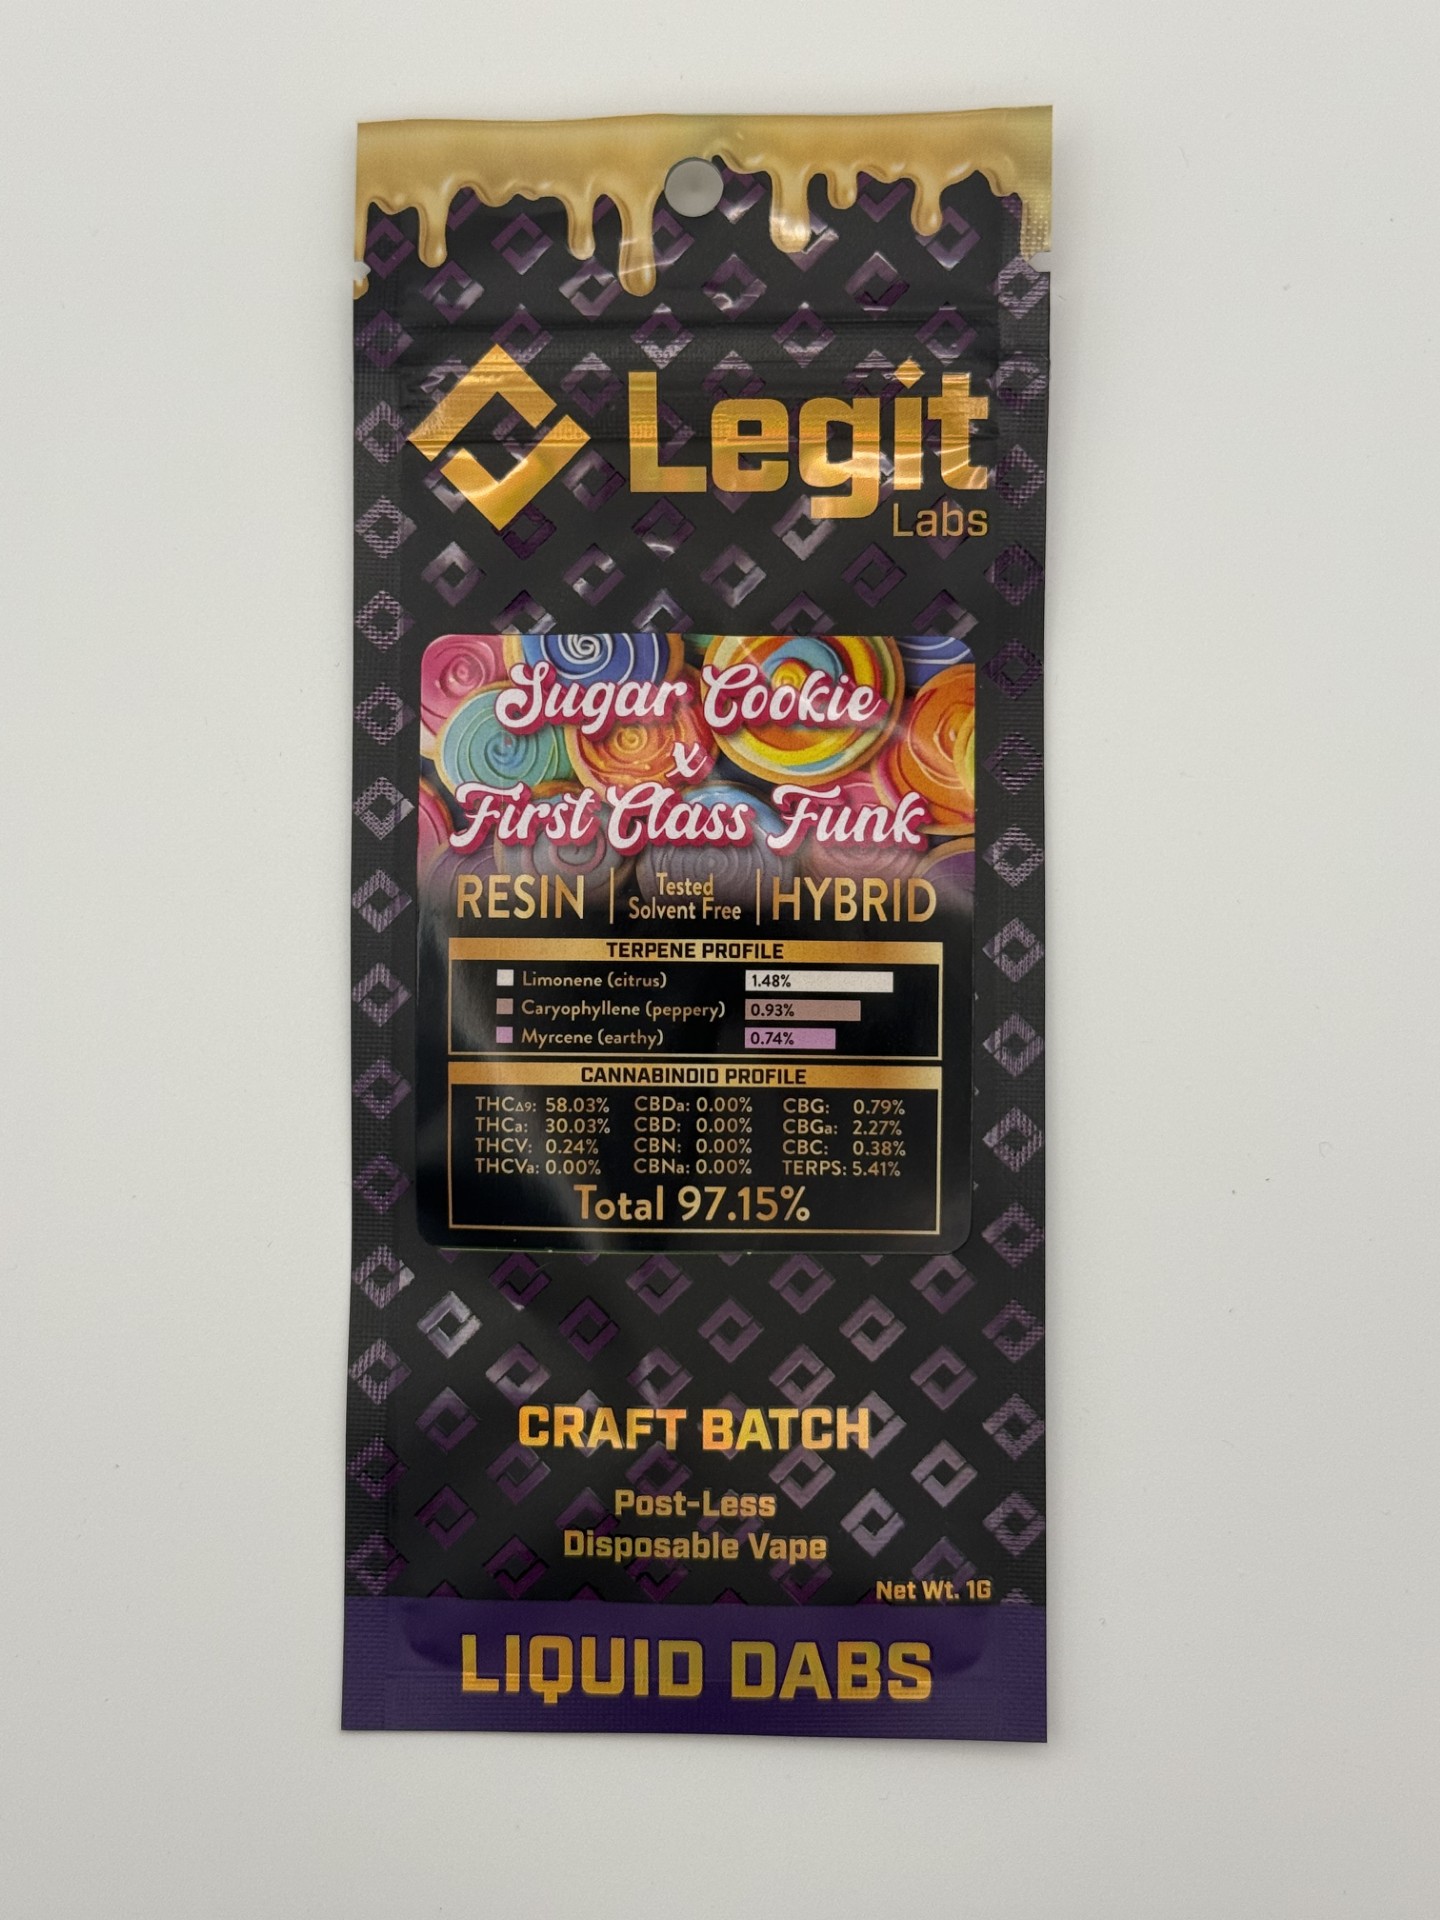 Legit
Labs
Sugar Cookie
x
First Class Funk
RESIN | Tested Solvent Free | HYBRID
TERPENE PROFILE
Limonene (citrus) 1.48%
Caryophyllene (peppery) 0.93%
Myrcene (earthy) 0.74%
CANNABINOID PROFILE
THCΔ9: 58.03% CBDa: 0.00% CBG: 0.79%
THCa: 30.03% CBD: 0.00% CBGa: 2.27%
THCV: 0.24% CBN: 0.00% CBC: 0.38%
THCVa: 0.00% CBNa: 0.00% TERPS: 5.41%
Total 97.15%
CRAFT BATCH
Post-Less
Disposable Vape
Net Wt. 1G
LIQUID DABS